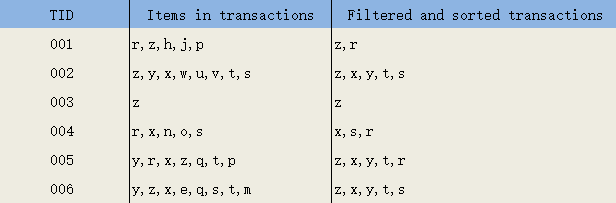 TID Items in transactions Filtered and sorted transactions
001 r,z,h,j,p z,r
002 z,y,x,w,u,v,t,s z,x,y,t,s
003 z z
004 r,x,n,o,s x,s,r
005 y,r,x,z,q,t,p z,x,y,t,r
006 y,z,x,e,q,s,t,m z,x,y,t,s